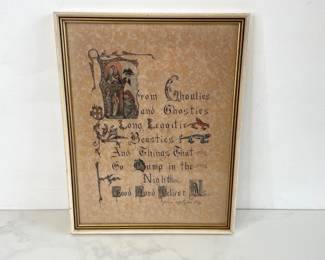 From Ghoulies
and Ghosties
Long Leggitie
Beasties &
And Things That
Go Bump in the
Night....
Good Lord Deliver